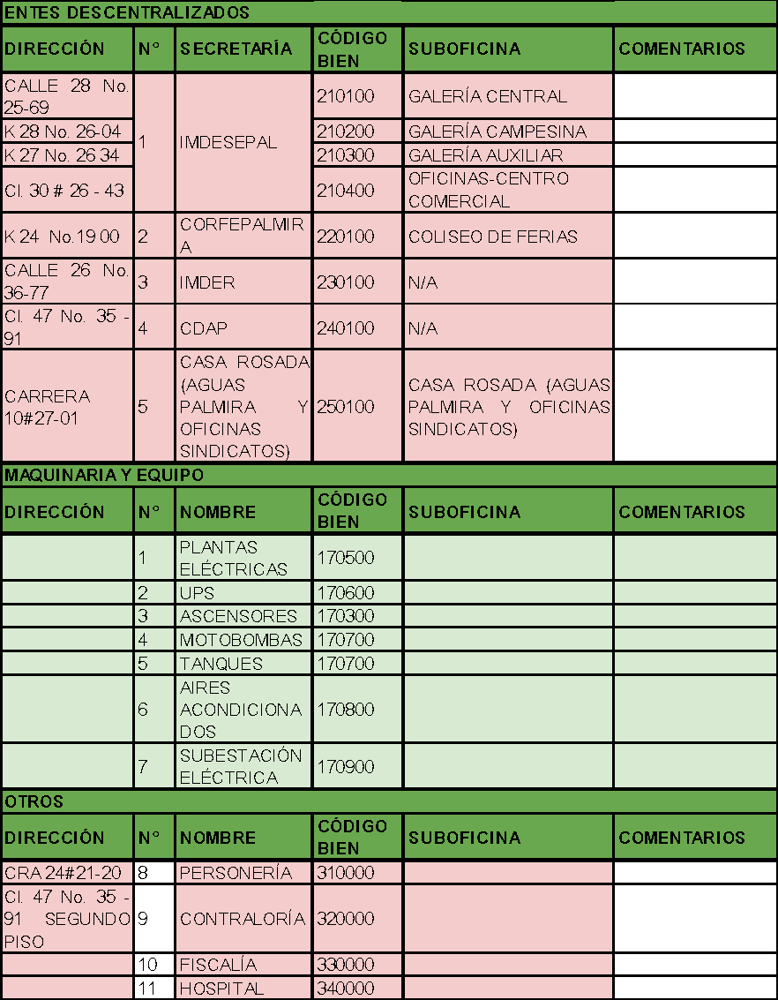 ENTES DESCENTRALIZADOS
DIRECCIÓN N° SECRETARÍA CÓDIGO BIEN SUBOFICINA COMENTARIOS
CALLE 28 No. 25-69 1 IMDESEPAL 210100 GALERÍA CENTRAL
K 28 No. 26-04 210200 GALERÍA CAMPESINA
K 27 No. 26 34 210300 GALERÍA AUXILIAR
Cl. 30 # 26 - 43 210400 OFICINAS-CENTRO COMERCIAL
K 24 No.19 00 2 CORFEPALMIRA 220100 COLISEO DE FERIAS
CALLE 26 No. 36-77 3 IMDER 230100 N/A
Cl. 47 No. 35 - 91 4 CDAP 240100 N/A
CARRERA 10#27-01 5 CASA ROSADA (AGUAS PALMIRA Y OFICINAS SINDICATOS) 250100 CASA ROSADA (AGUAS PALMIRA Y OFICINAS SINDICATOS)
MAQUINARIA Y EQUIPO
DIRECCIÓN N° NOMBRE CÓDIGO BIEN SUBOFICINA COMENTARIOS
1 PLANTAS ELÉCTRICAS 170500
2 UPS 170600
3 ASCENSORES 170300
4 MOTOBOMBAS 170700
5 TANQUES 170700
6 AIRES ACONDICIONADOS 170800
7 SUBESTACIÓN ELÉCTRICA 170900
OTROS
DIRECCIÓN N° NOMBRE CÓDIGO BIEN SUBOFICINA COMENTARIOS
CRA 24#21-20 8 PERSONERÍA 310000
Cl. 47 No. 35 - 91 SEGUNDO PISO 9 CONTRALORÍA 320000
10 FISCALÍA 330000
11 HOSPITAL 340000